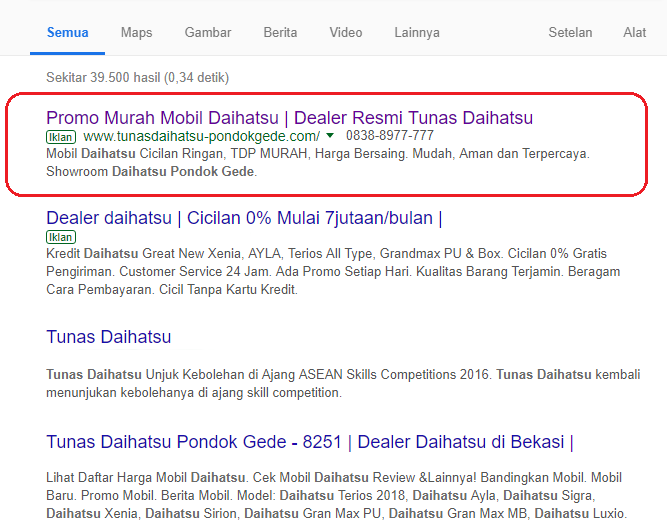 Semua Maps Gambar Berita Video Lainnya Setelan Alat
Sekitar 39.500 hasil (0,34 detik)
Promo Murah Mobil Daihatsu | Dealer Resmi Tunas Daihatsu
Iklan www.tunasdaihatsu-pondokgede.com/ 0838-8977-777
Mobil Daihatsu Cicilan Ringan, TDP MURAH, Harga Bersaing. Mudah, Aman dan Terpercaya.
Showroom Daihatsu Pondok Gede.
Dealer daihatsu | Cicilan 0% Mulai 7jutaan/bulan |
Iklan
Kredit Daihatsu Great New Xenia, AYLA, Terios All Type, Grandmax PU & Box. Cicilan 0% Gratis
Pengiriman. Customer Service 24 Jam. Ada Promo Setiap Hari. Kualitas Barang Terjamin. Beragam
Cara Pembayaran. Cicil Tanpa Kartu Kredit.
Tunas Daihatsu
Tunas Daihatsu Unjuk Kebolehan di Ajang ASEAN Skills Competitions 2016. Tunas Daihatsu kembali
menunjukan kebolehanya di ajang skill competition.
Tunas Daihatsu Pondok Gede - 8251 | Dealer Daihatsu di Bekasi |
Lihat Daftar Harga Mobil Daihatsu. Cek Mobil Daihatsu Review &Lainnya! Bandingkan Mobil. Mobil
Baru. Promo Mobil. Berita Mobil. Model: Daihatsu Terios 2018, Daihatsu Ayla, Daihatsu Sigra,
Daihatsu Xenia, Daihatsu Sirion, Daihatsu Gran Max PU, Daihatsu Gran Max MB, Daihatsu Luxio.